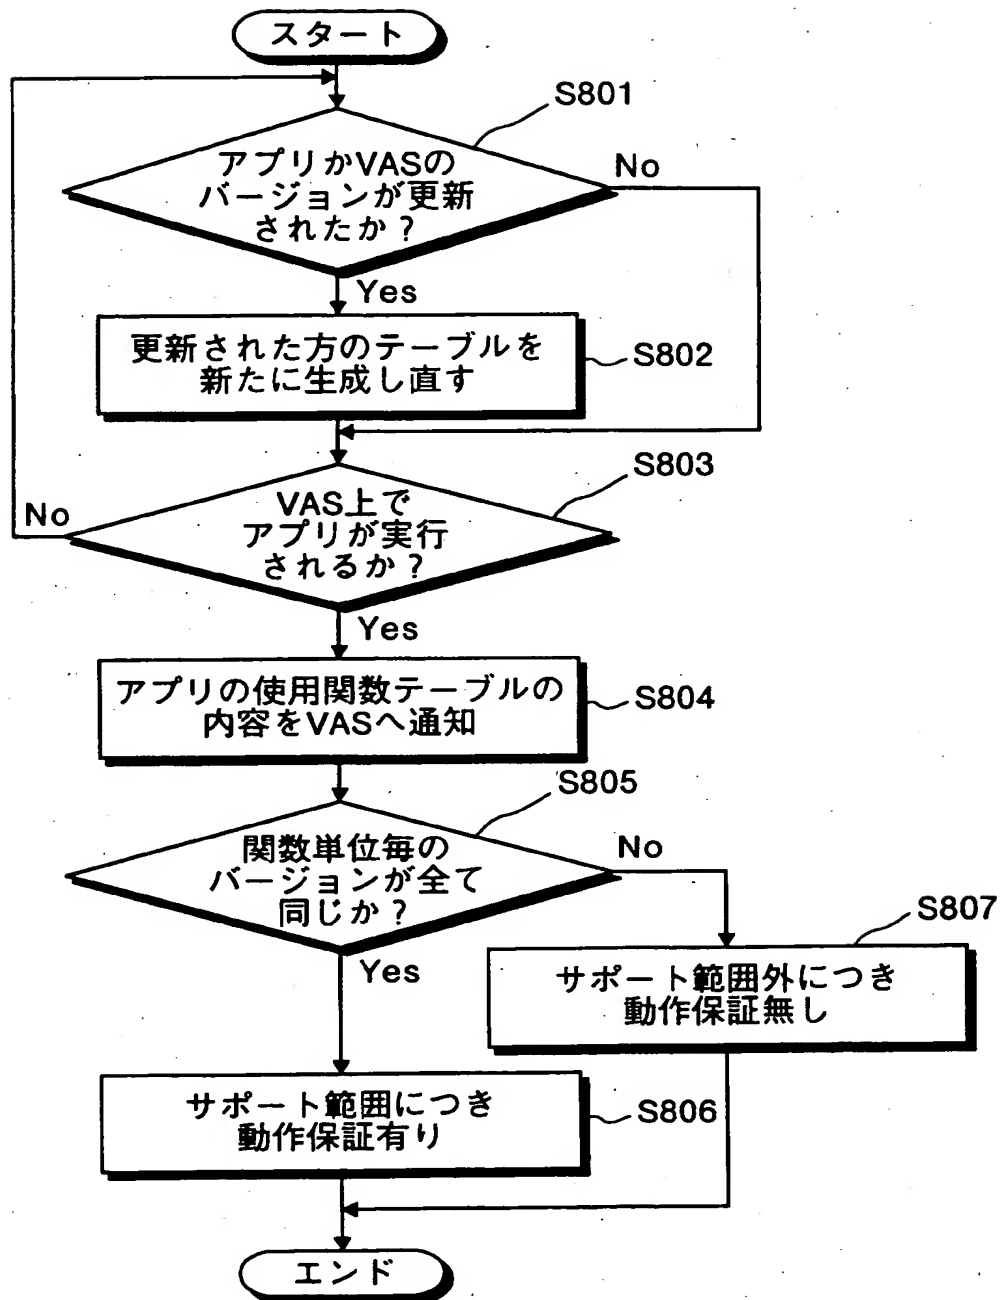 スタート
S801
アプリかVASの
バージョンが更新
されたか?
No
Yes
更新された方のテーブルを
新たに生成し直す
S802
S803
VAS上で
アプリが実行
されるか?
No
Yes
アプリの使用関数テーブルの
内容をVASへ通知
S804
S805
関数単位毎の
バージョンが全て
同じか?
No
Yes
S807
サポート範囲外につき
動作保証無し
サポート範囲につき
動作保証有り
S806
エンド